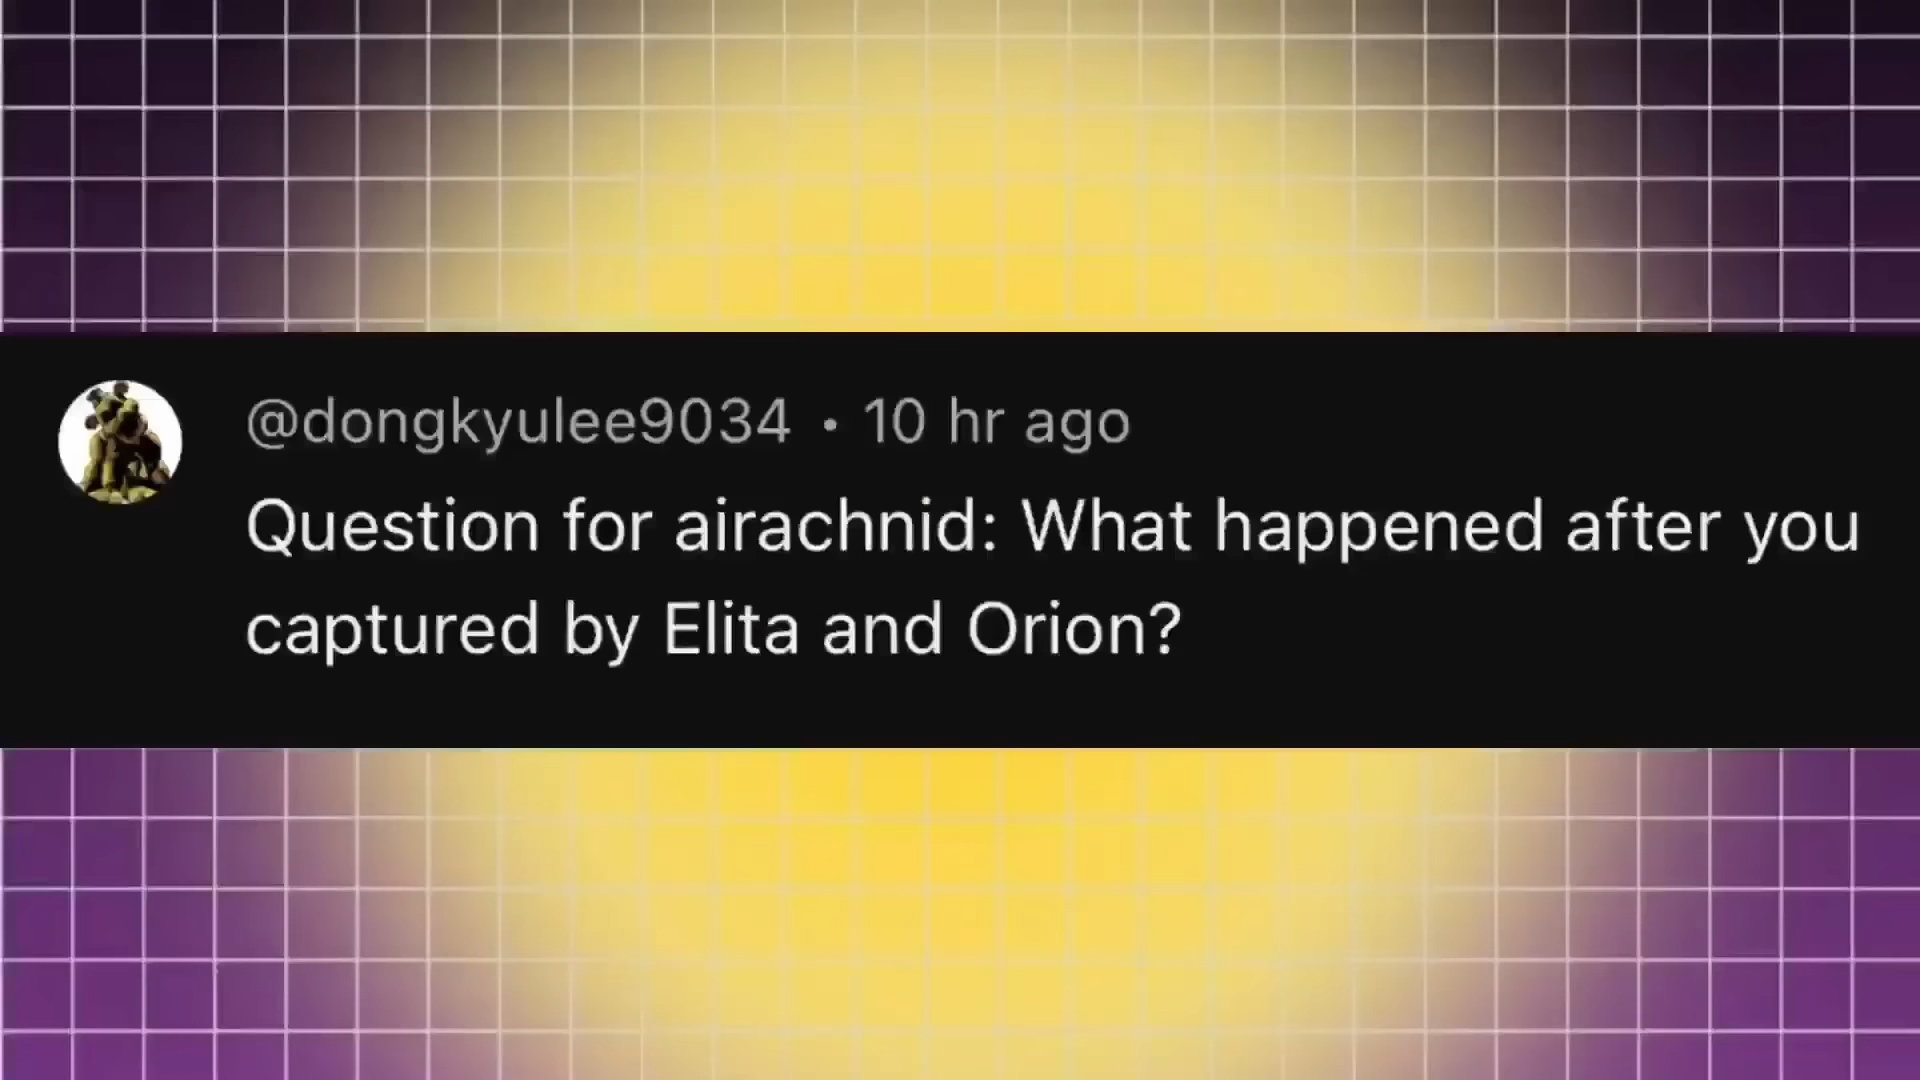 @dongkyulee9034 • 10 hr ago
Question for airachnid: What happened after you
captured by Elita and Orion?